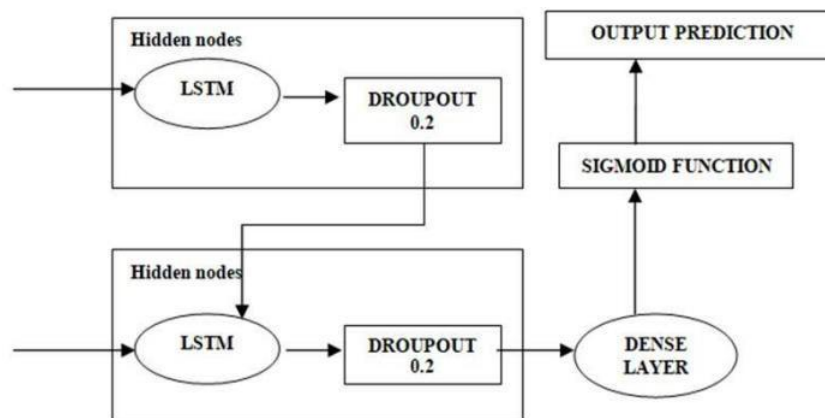 Hidden nodes
LSTM
DROUPOUT
0.2
Hidden nodes
LSTM
DROUPOUT
0.2
DENSE
LAYER
SIGMOID FUNCTION
OUTPUT PREDICTION